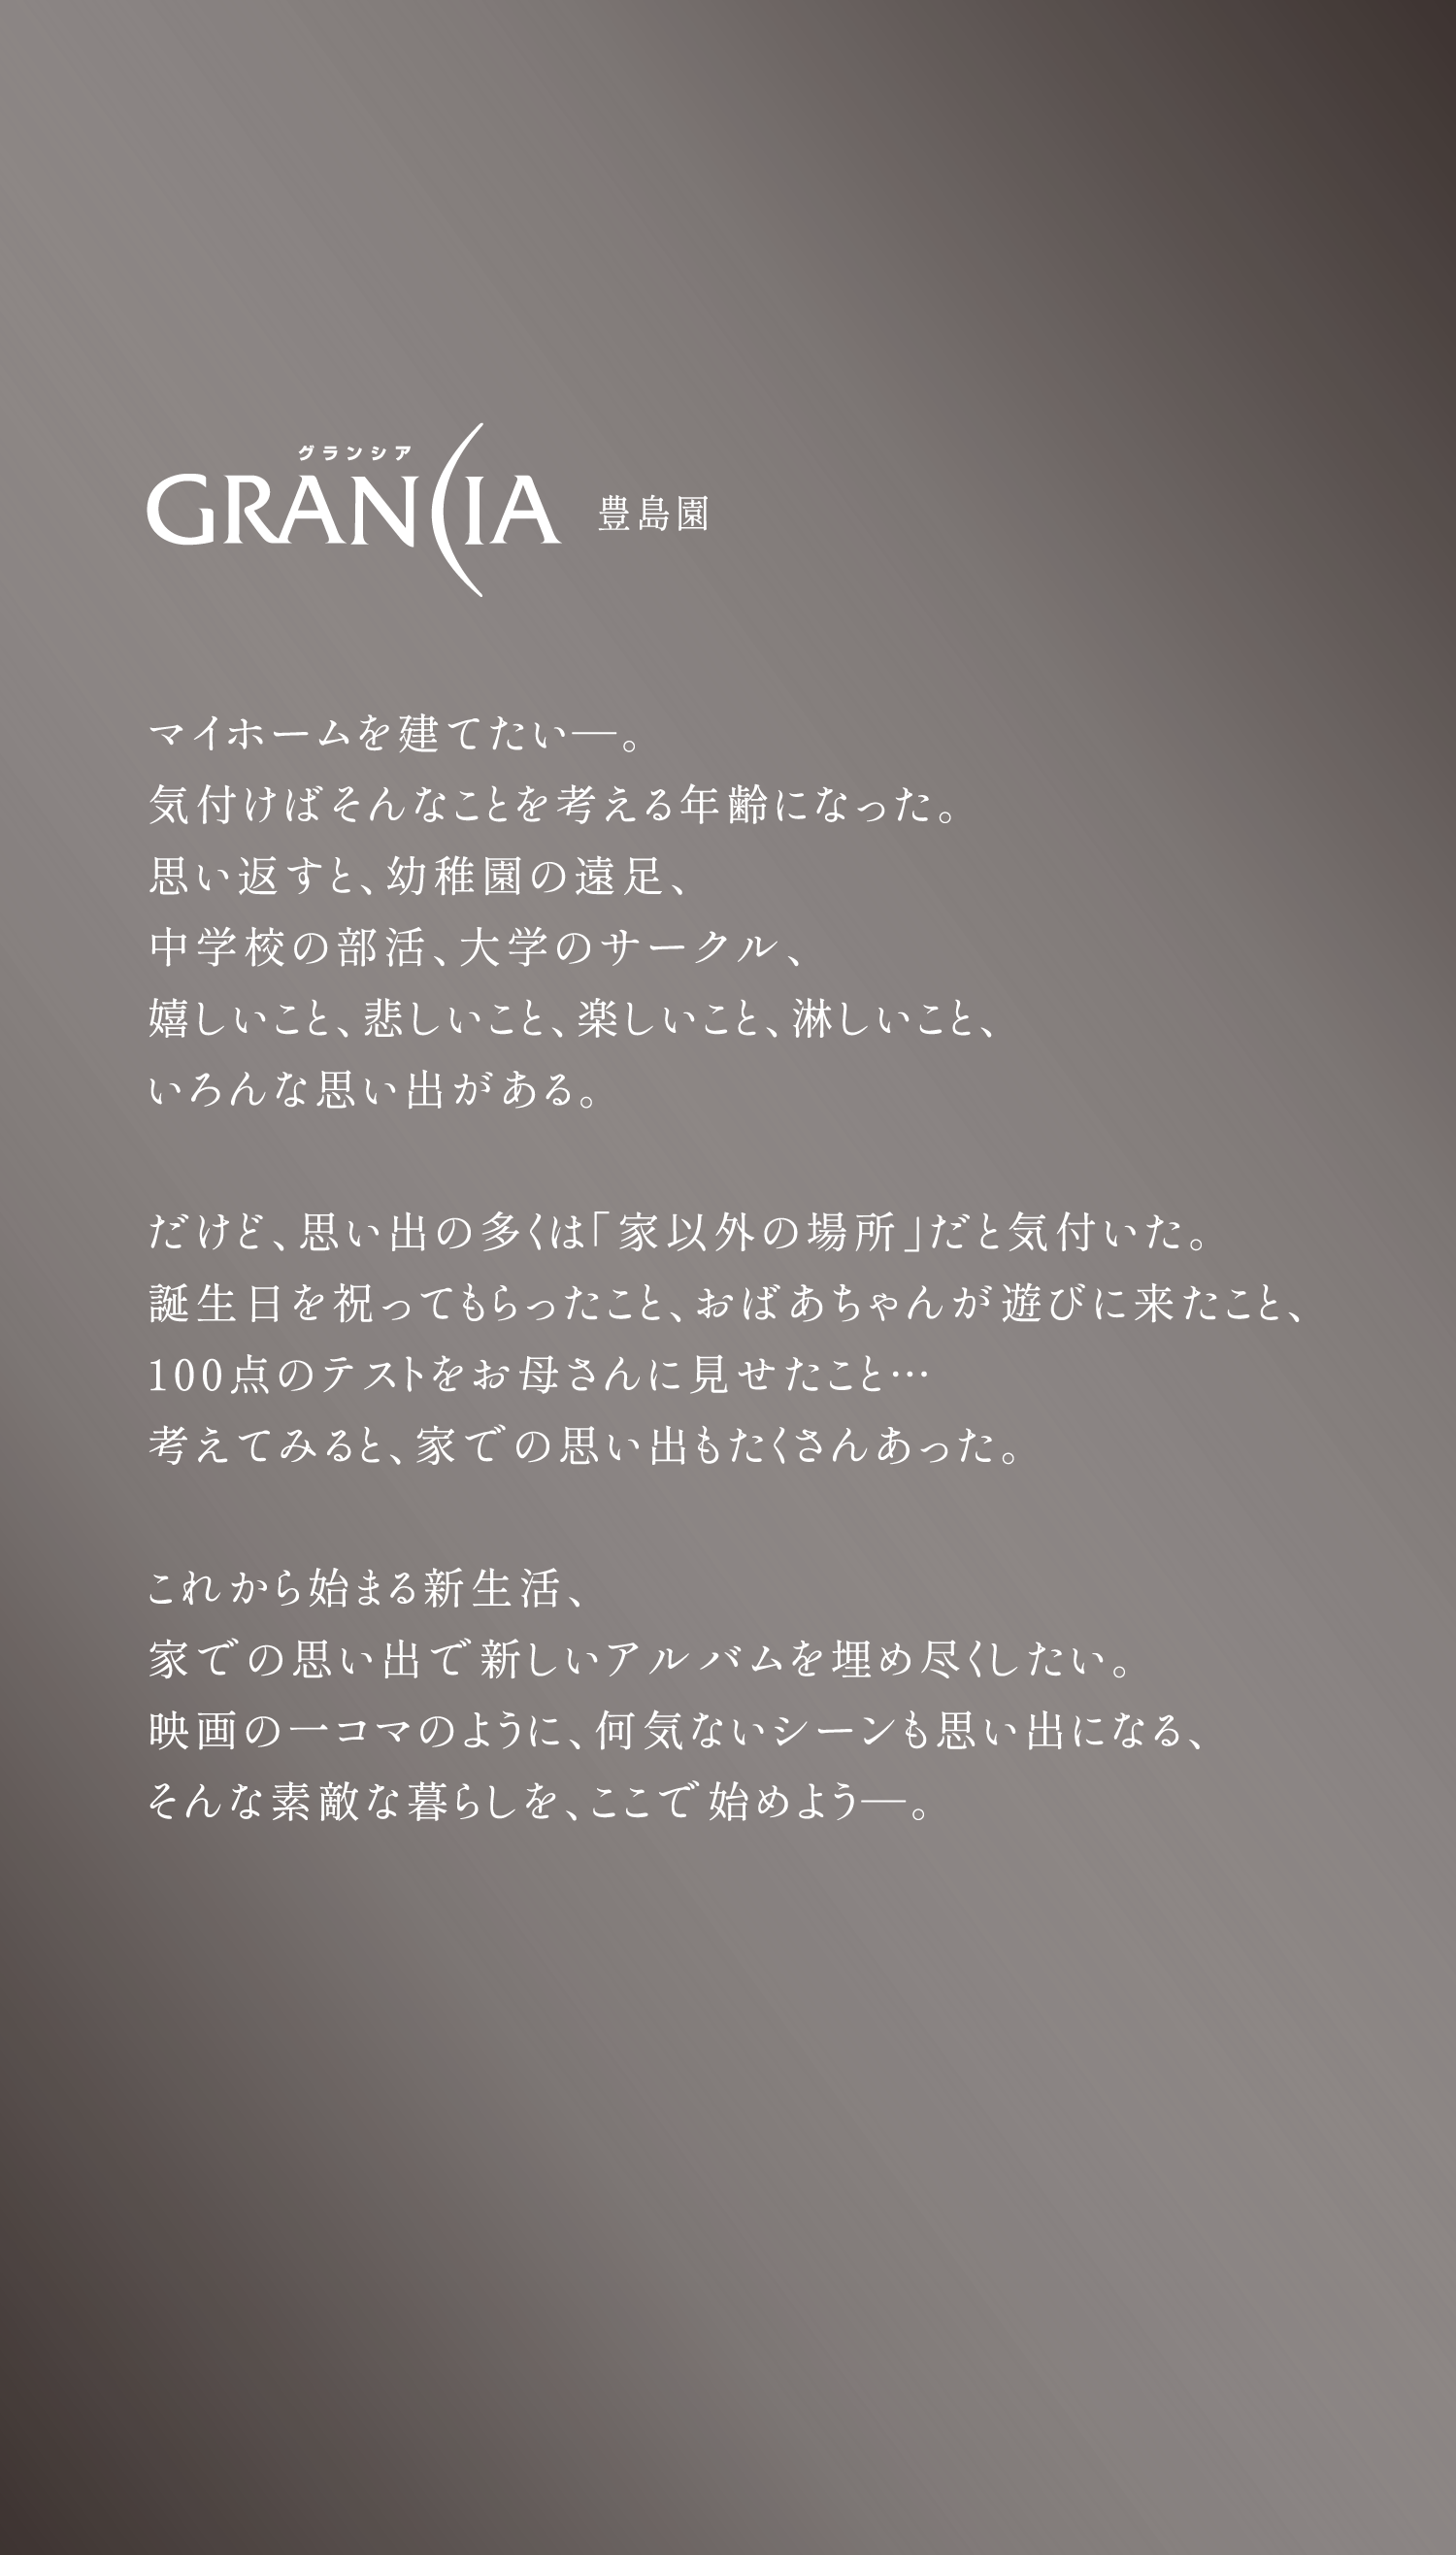 グランシア
GRANCIA 豊島園
マイホームを建てたい―。
気付けばそんなことを考える年齢になった。
思い返すと、幼稚園の遠足、
中学校の部活、大学のサークル、
嬉しいこと、悲しいこと、楽しいこと、淋しいこと、
いろんな思い出がある。
だけど、思い出の多くは「家以外の場所」だと気付いた。
誕生日を祝ってもらったこと、おばあちゃんが遊びに来たこと、
100点のテストをお母さんに見せたこと…
考えてみると、家での思い出もたくさんあった。
これから始まる新生活、
家での思い出で新しいアルバムを埋め尽くしたい。
映画の一コマのように、何気ないシーンも思い出になる、
そんな素敵な暮らしを、ここで始めよう―。